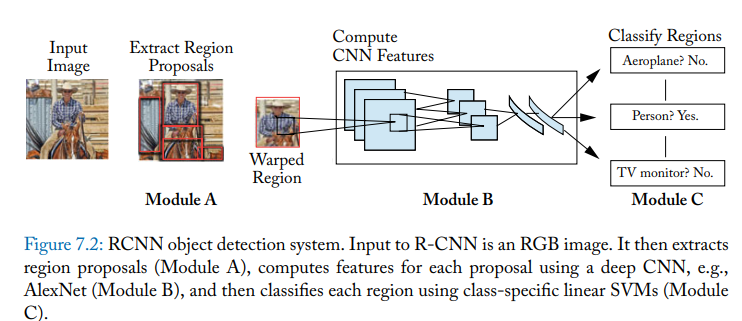 Input
Image
Extract Region
Proposals
Warped
Region
Module A
Compute
CNN Features
Module B
Classify Regions
Aeroplane? No.
Person? Yes.
TV monitor? No.
Module C
Figure 7.2: RCNN object detection system. Input to R-CNN is an RGB image. It then extracts
region proposals (Module A), computes features for each proposal using a deep CNN, e.g.,
AlexNet (Module B), and then classifies each region using class-specific linear SVMs (Module
C).